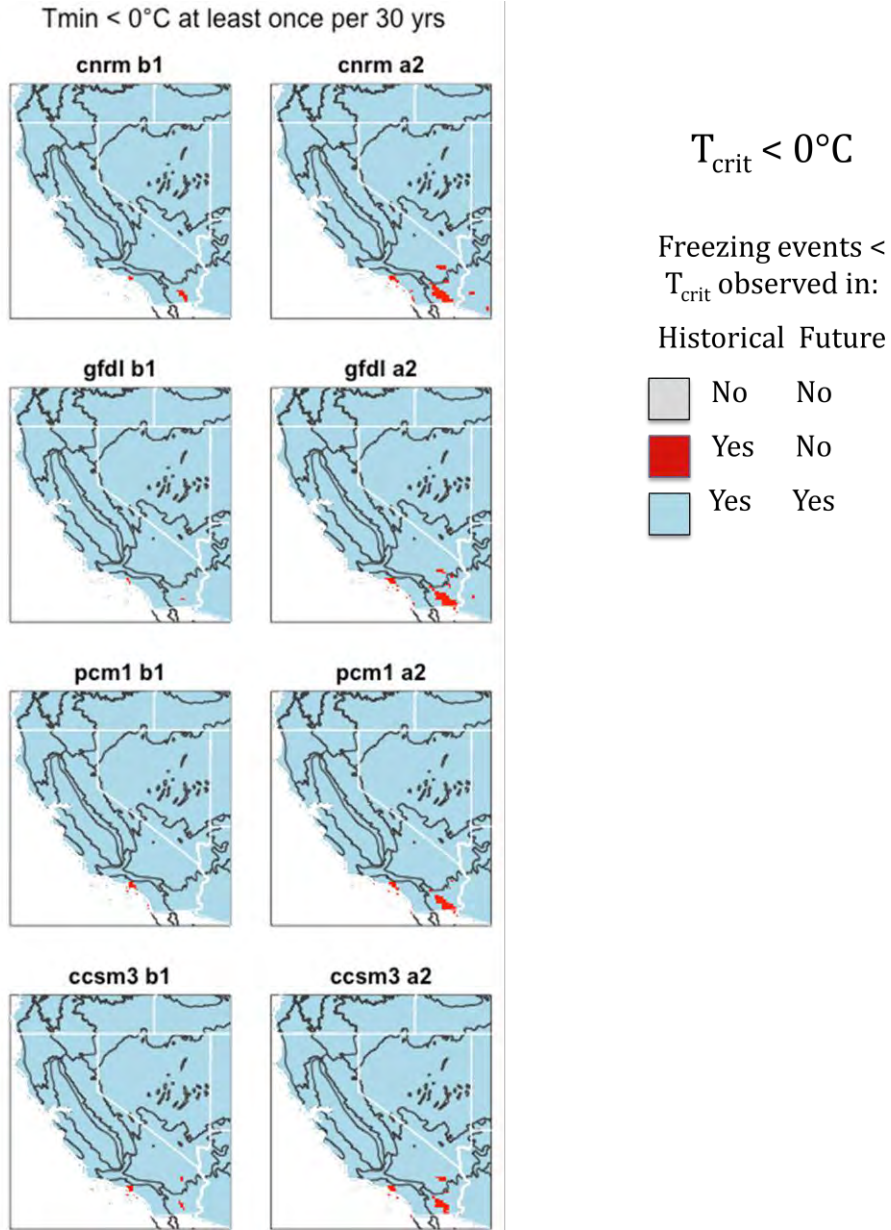 Tmin < 0°C at least once per 30 yrs
cnrm b1 cnrm a2
gfdl b1 gfdl a2
pcm1 b1 pcm1 a2
ccsm3 b1 ccsm3 a2
Tcrit < 0°C
Freezing events <
Tcrit observed in:
Historical Future
No No
Yes No
Yes Yes